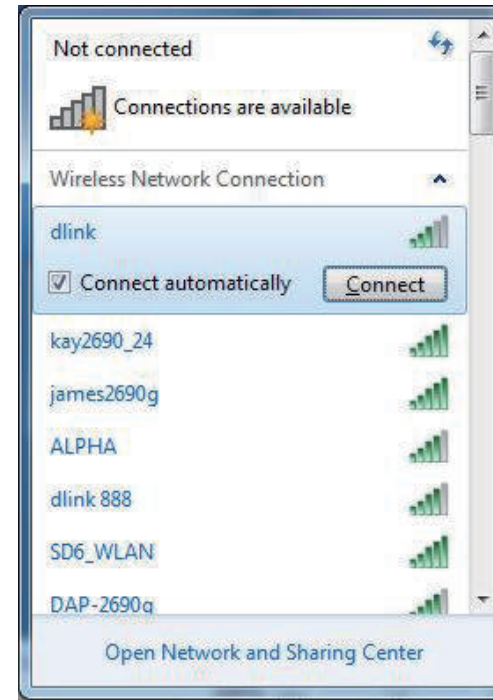 Not connected
Connections are available
Wireless Network Connection
dlink
Connect automatically Connect
kay2690_24
james2690g
ALPHA
dlink 888
SD6_WLAN
DAP-2690g
Open Network and Sharing Center